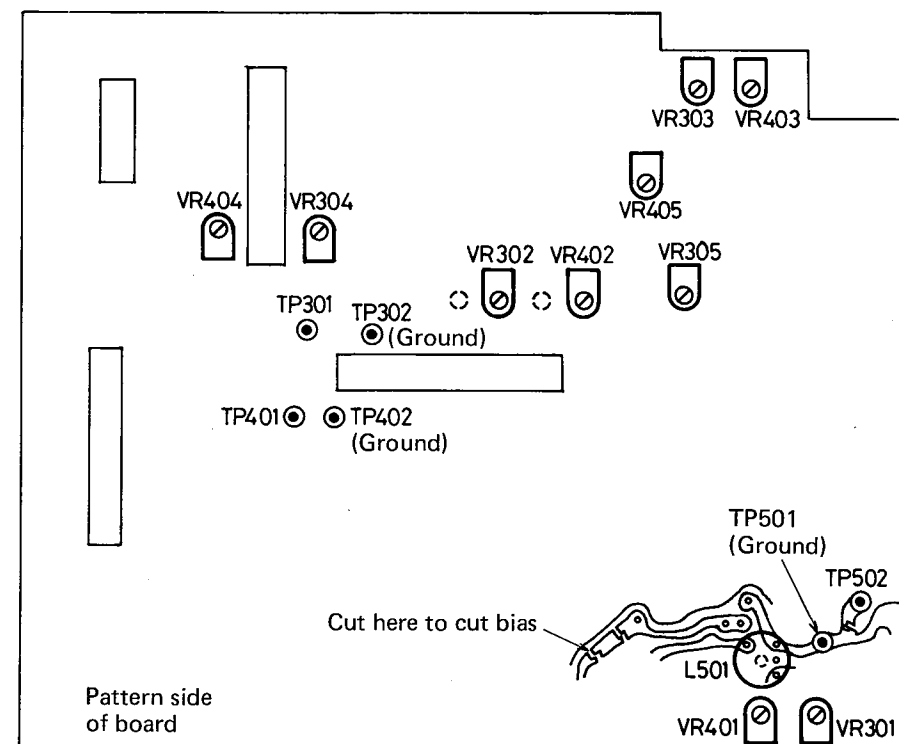 VR303
VR403
VR405
VR404
VR304
VR302
VR402
VR305
TP301
TP302
(Ground)
TP401
TP402
(Ground)
TP501
(Ground)
TP502
Cut here to cut bias
L501
Pattern side
of board
VR401
VR301